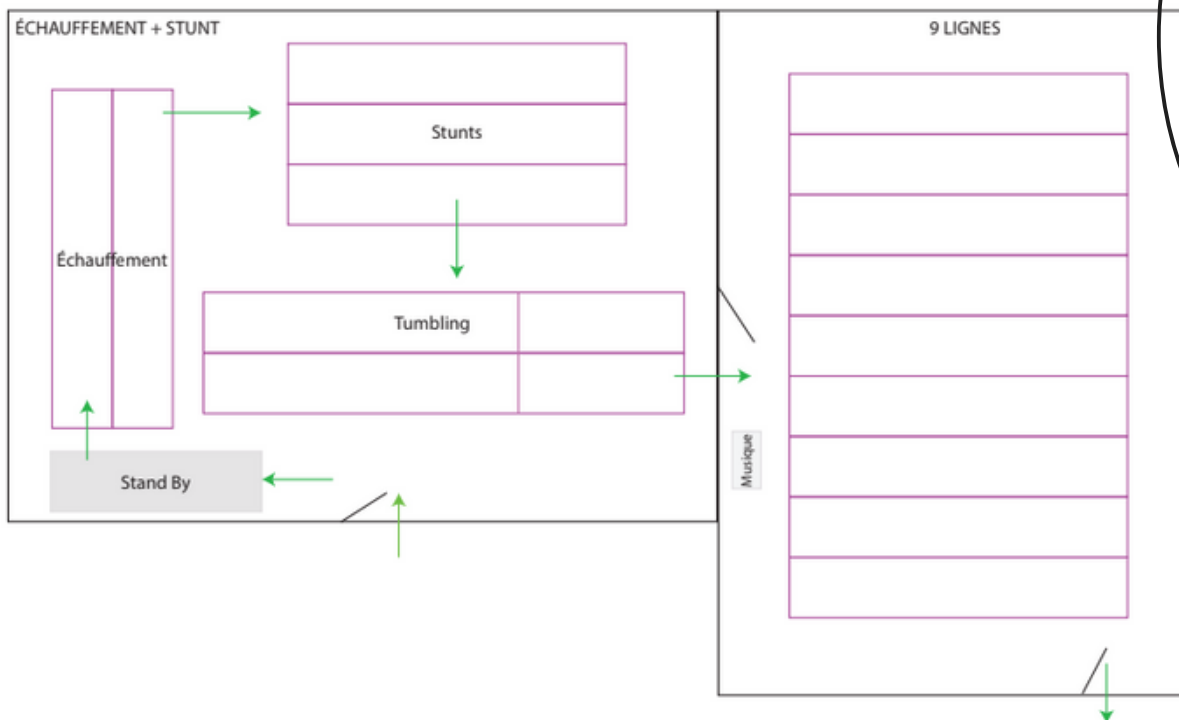 ÉCHAUFFEMENT + STUNT
9 LIGNES
Stunts
Échauffement
Tumbling
Musique
Stand By